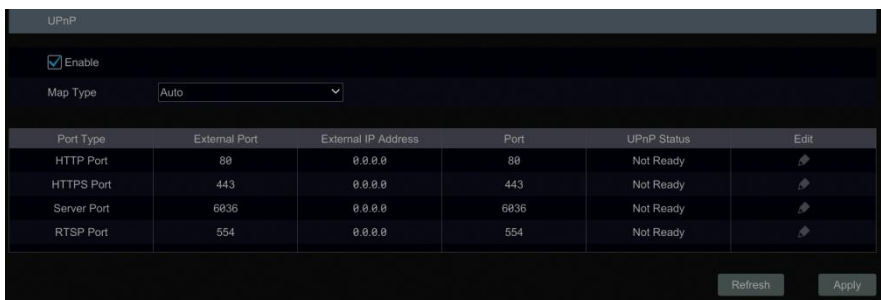 UPnP
Enable
Map Type Auto
Port Type External Port External IP Address Port UPnP Status Edit
HTTP Port 80 0.0.0.0 80 Not Ready
HTTPS Port 443 0.0.0.0 443 Not Ready
Server Port 6036 0.0.0.0 6036 Not Ready
RTSP Port 554 0.0.0.0 554 Not Ready
Refresh Apply